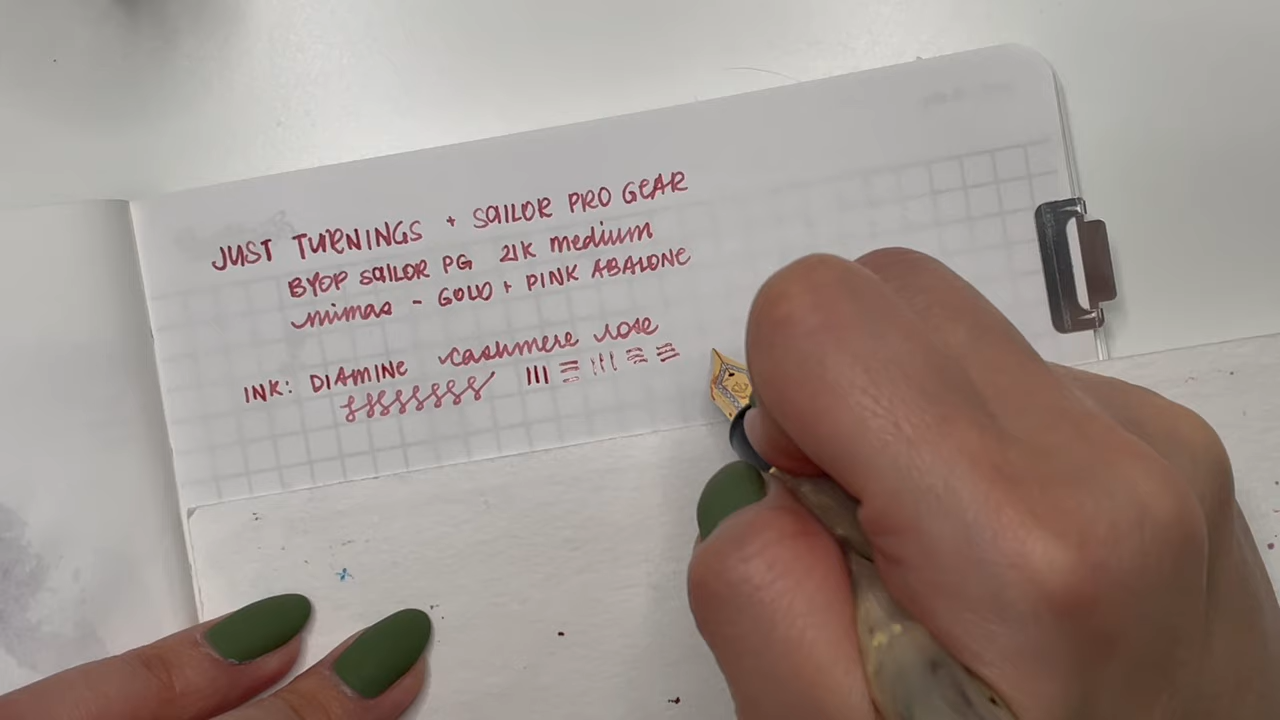 JUST TURNINGS + SAILOR PRO GEAR
BYOP SAILOR PG 21K medium
mimas - GOLD + PINK ABALONE
INK: DIAMINE cashmere rose